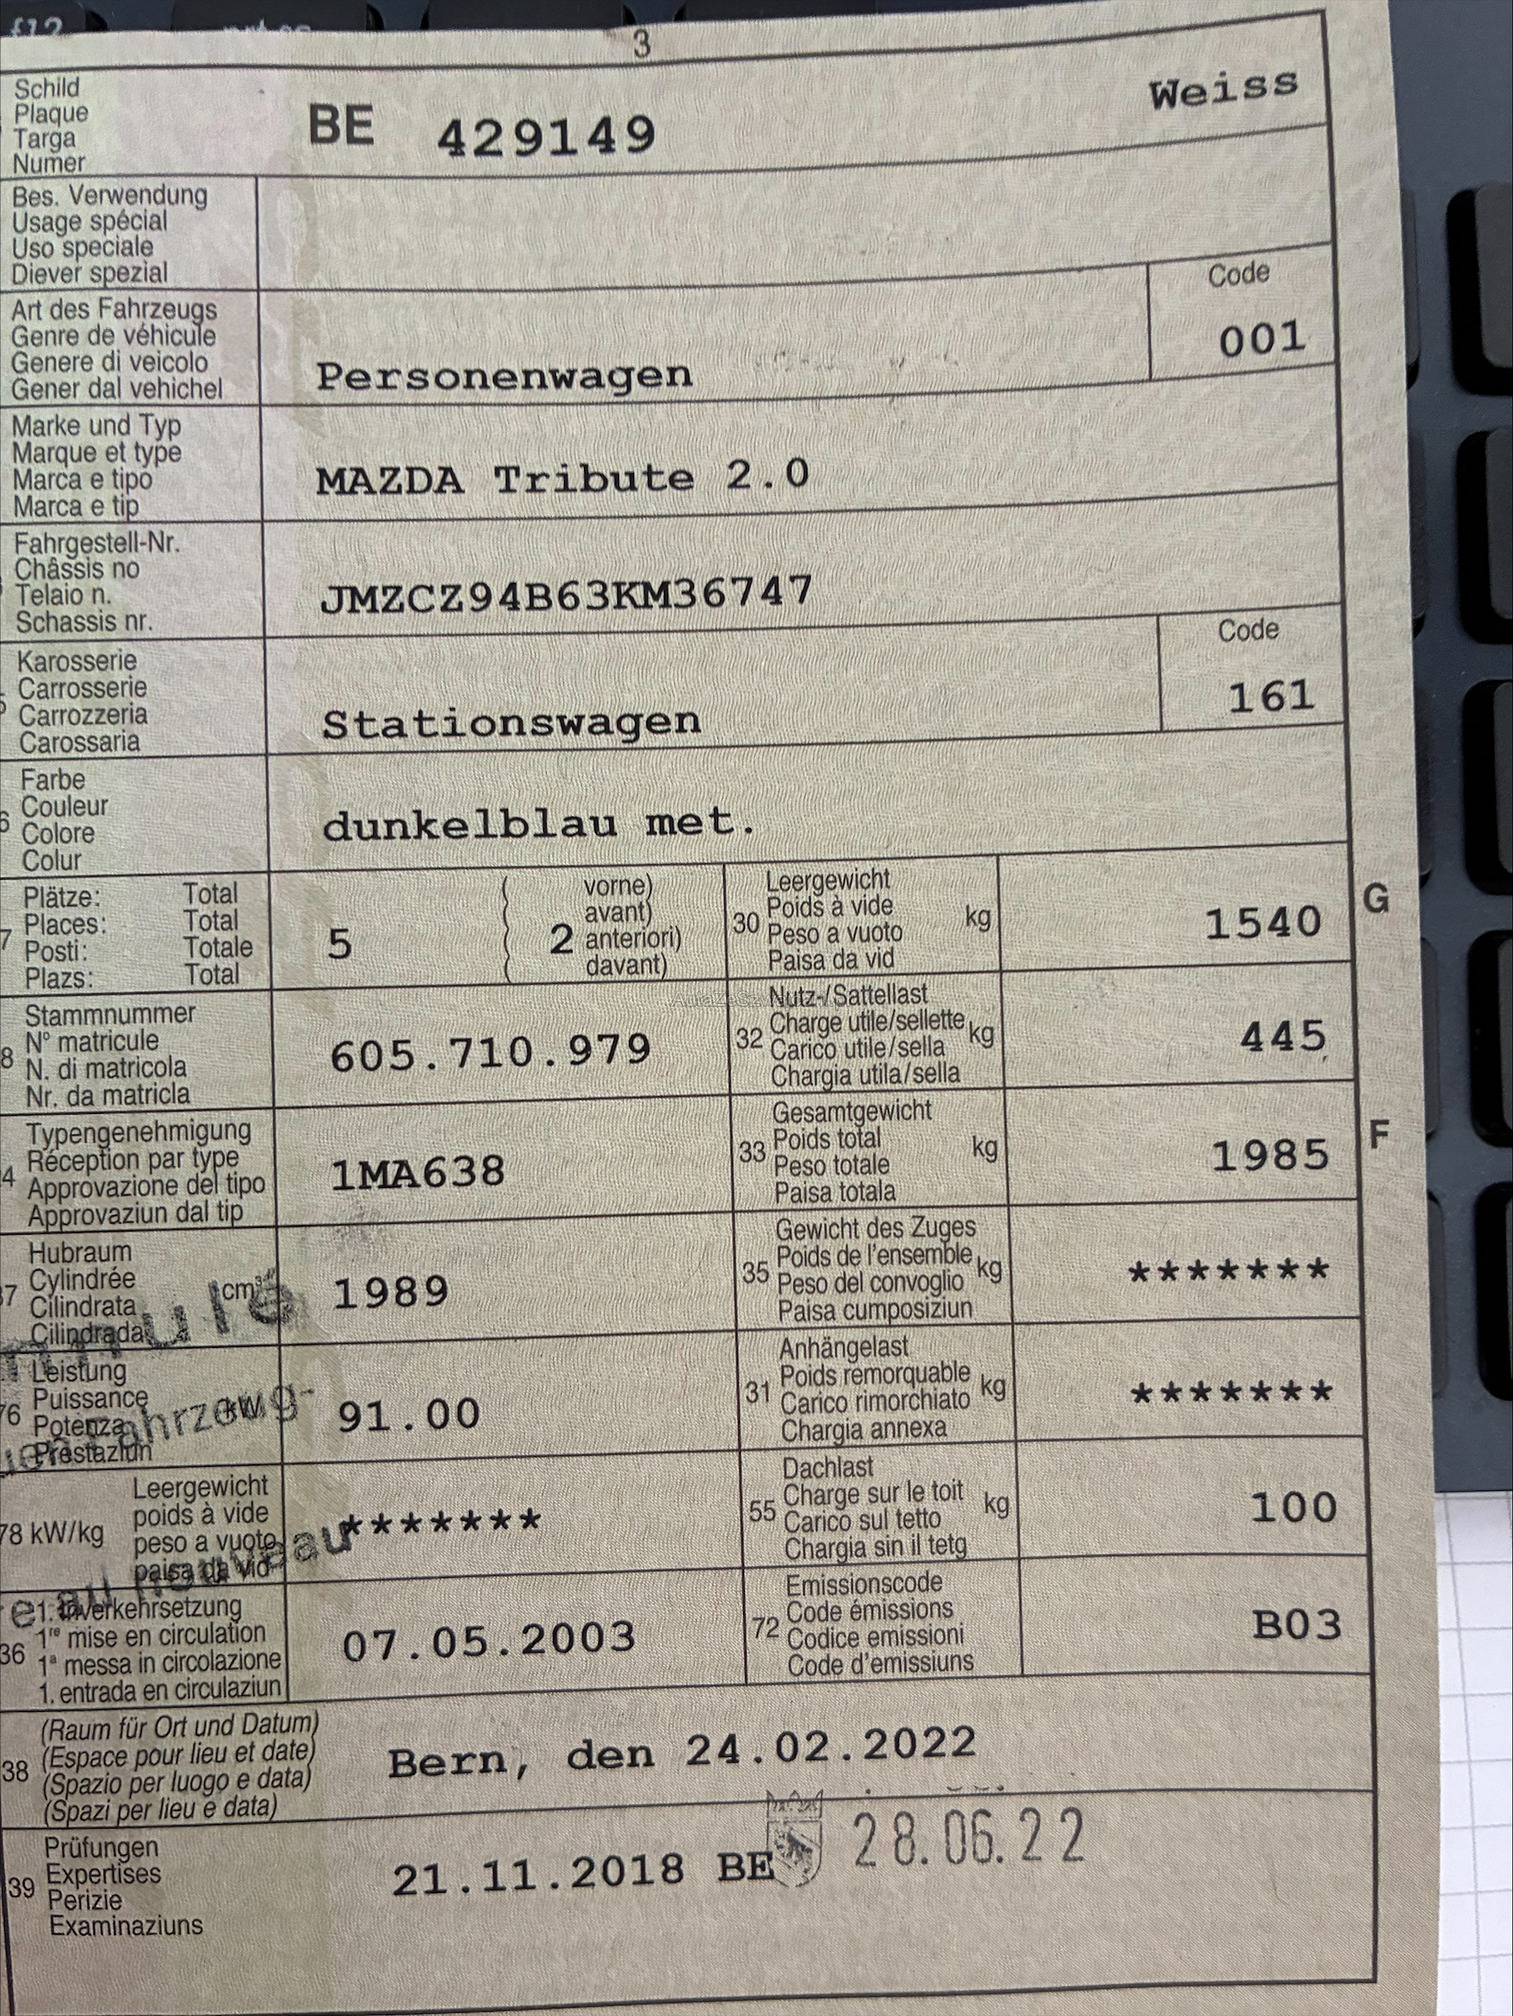 f12
3
Schild
Plaque
Targa
Numer
BE 429149
Weiss
Bes. Verwendung
Usage spécial
Uso speciale
Diever spezial
Art des Fahrzeugs
Genre de véhicule
Genere di veicolo
Gener dal vehichel
Personenwagen
Code
001
Marke und Typ
Marque et type
Marca e tipo
Marca e tip
MAZDA Tribute 2.0
Fahrgestell-Nr.
Châssis no
Telaio n.
Schassis nr.
JMZCZ94B63KM36747
Karosserie
Carrosserie
Carrozzeria
Carossaria
Stationswagen
Code
161
Farbe
Couleur
Colore
Colur
dunkelblau met.
Plätze: Total
Places: Total
Posti: Totale
Plazs: Total
5
( vorne)
( avant)
( 2 anteriori)
( davant)
30
Leergewicht
Poids à vide
Peso a vuoto
Paisa da vid
kg
1540
G
Stammnummer
N° matricule
N. di matricola
Nr. da matricla
605.710.979
32
Nutz-/Sattellast
Charge utile/sellette
Carico utile/sella
Chargia utila/sella
kg
445
Typengenehmigung
Réception par type
Approvazione del tipo
Approvaziun dal tip
1MA638
33
Gesamtgewicht
Poids total
Peso totale
Paisa totala
kg
1985
F
Hubraum
Cylindrée
Cilindrata
Cilindrada
cm³
1989
35
Gewicht des Zuges
Poids de l'ensemble
Peso del convoglio
Paisa cumposiziun
kg
*******
76
Leistung
Puissance
Potenza
Prestaziun
kW
91.00
31
Anhängelast
Poids remorquable
Carico rimorchiato
Chargia annexa
kg
*******
78 kW/kg
Leergewicht
poids à vide
peso a vuoto
paisa da vid
*******
55
Dachlast
Charge sur le toit
Carico sul tetto
Chargia sin il tetg
kg
100
36
1. Inverkehrsetzung
1re mise en circulation
1a messa in circolazione
1. entrada en circulaziun
07.05.2003
72
Emissionscode
Code émissions
Codice emissioni
Code d'emissiuns
B03
38
(Raum für Ort und Datum)
(Espace pour lieu et date)
(Spazio per luogo e data)
(Spazi per lieu e data)
Bern, den 24.02.2022
39
Prüfungen
Expertises
Perizie
Examinaziuns
21.11.2018 BE
28.06.22
nnulé
uen Fahrzeug-
re au nouveau